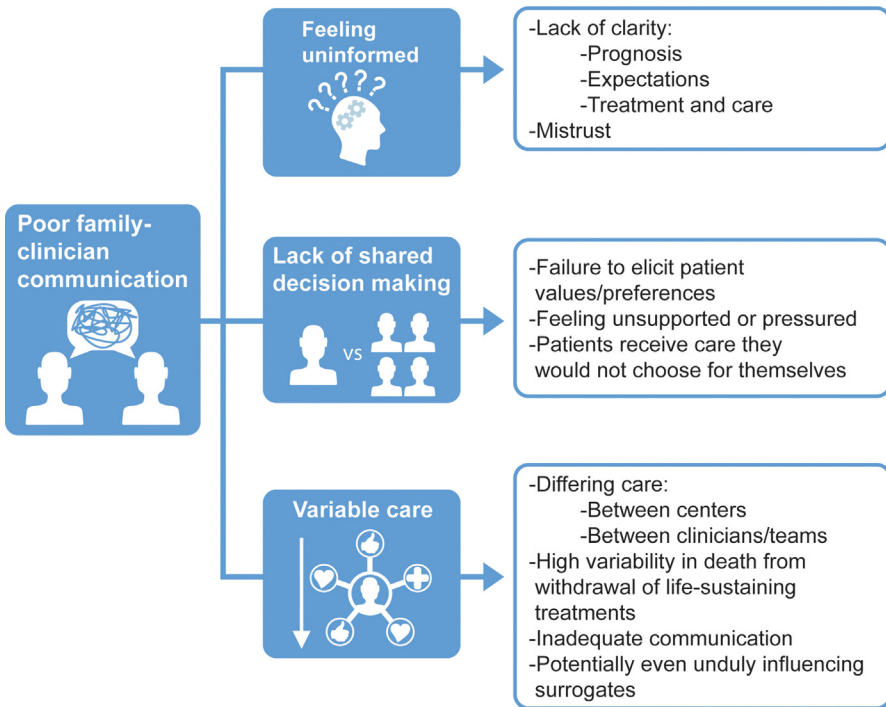 Poor family-
clinician
communication
Feeling
uninformed
? ? ? ? ?
-Lack of clarity:
-Prognosis
-Expectations
-Treatment and care
-Mistrust
Lack of shared
decision making
vs
-Failure to elicit patient
values/preferences
-Feeling unsupported or pressured
-Patients receive care they
would not choose for themselves
Variable care
-Differing care:
-Between centers
-Between clinicians/teams
-High variability in death from
withdrawal of life-sustaining
treatments
-Inadequate communication
-Potentially even unduly influencing
surrogates